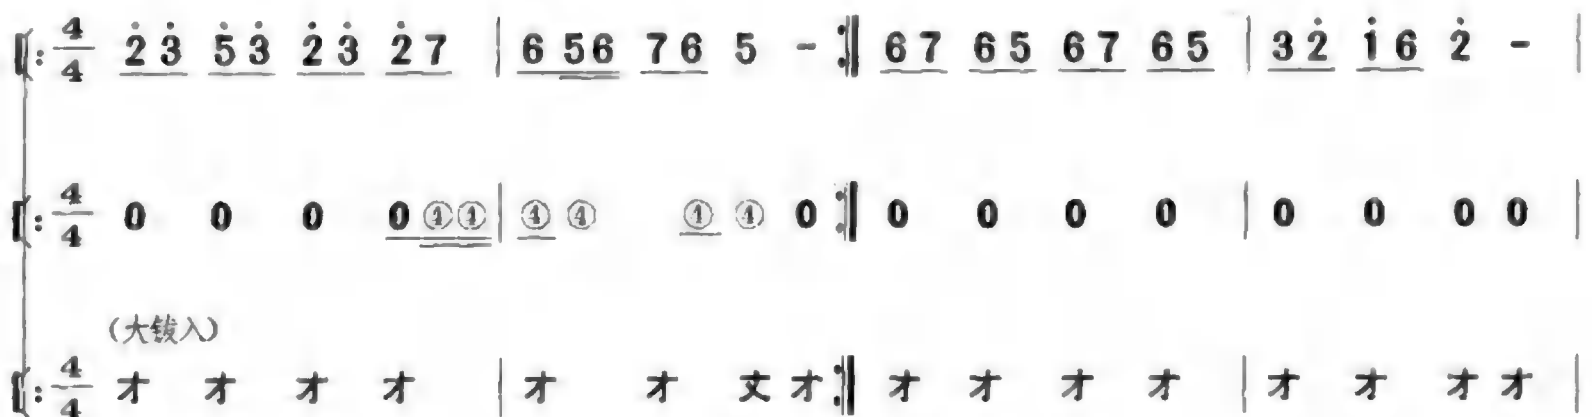 4/4 2̇ 3̇ 5̇ 3̇ 2̇ 3̇ 2̇ 7 | 6 5 6 7 6 5 - :‖ 6 7 6 5 6 7 6 5 | 3 2̇ 1̇ 6 2̇ - |
4/4 0 0 0 0 ④ ④ | ④ ④ ④ ④ 0 :‖ 0 0 0 0 | 0 0 0 0 |
(大钹入)
4/4 才 才 才 才 | 才 才 叉 才 :‖ 才 才 才 才 | 才 才 才 才 |